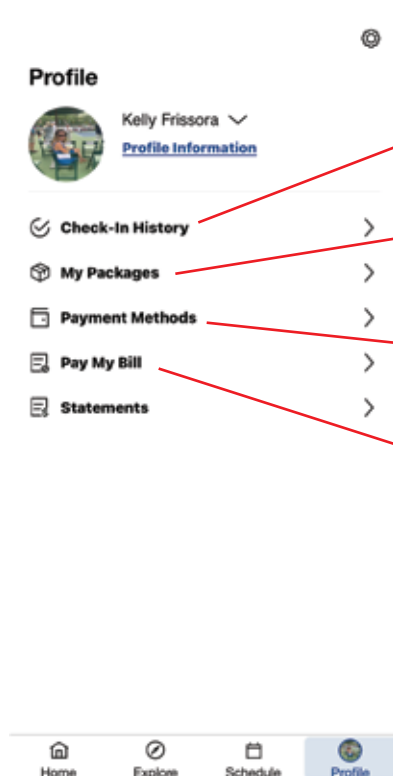 Profile
Kelly Frissora
Profile Information
Check-In History
My Packages
Payment Methods
Pay My Bill
Statements
Home Explore Schedule Profile